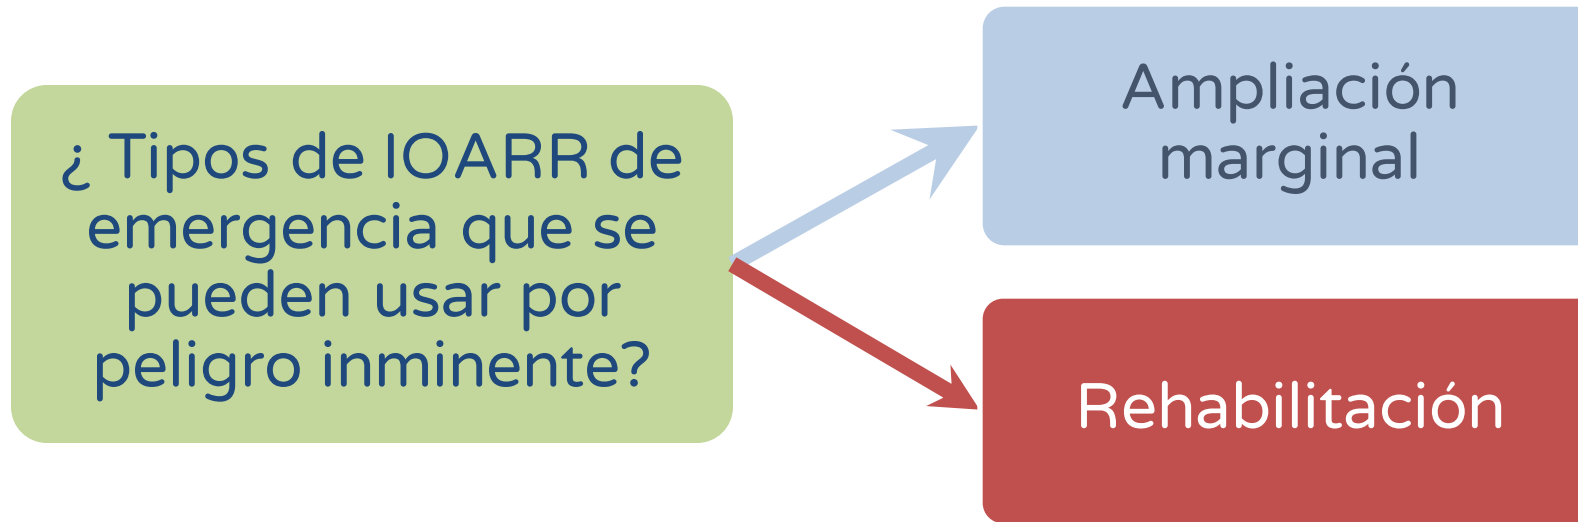 ¿ Tipos de IOARR de
emergencia que se
pueden usar por
peligro inminente?
Ampliación
marginal
Rehabilitación